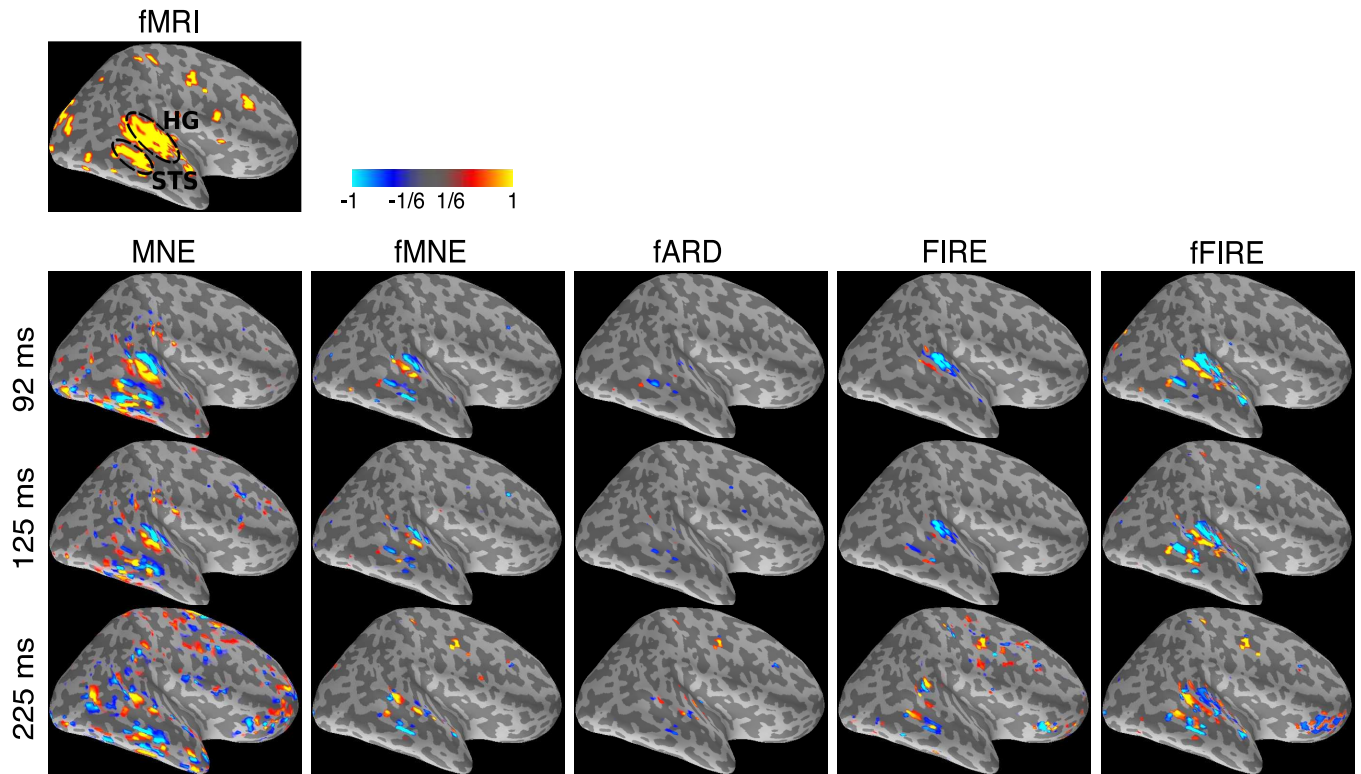 fMRI
HG
STS
-1 -1/6 1/6 1
MNE fMNE fARD FIRE fFIRE
92 ms
125 ms
225 ms